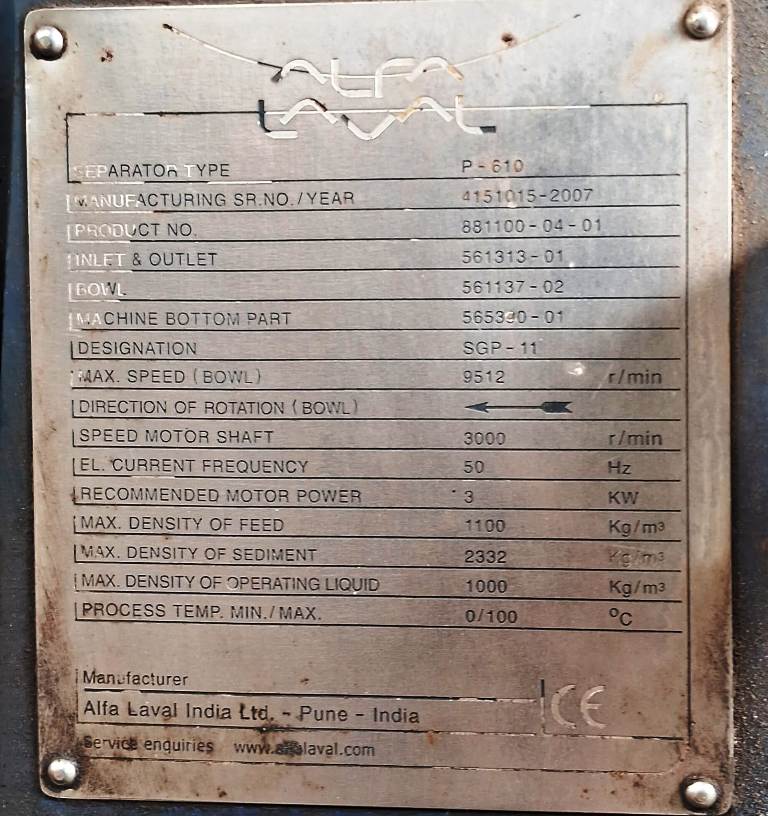 ALFA
LAVAL
SEPARATOR TYPE P - 610
MANUFACTURING SR.NO./YEAR 4151015-2007
PRODUCT NO. 881100-04-01
INLET & OUTLET 561313-01
BOWL 561137-02
MACHINE BOTTOM PART 565390-01
DESIGNATION SGP-11
MAX. SPEED (BOWL) 9512 r/min
DIRECTION OF ROTATION (BOWL)
SPEED MOTOR SHAFT 3000 r/min
EL. CURRENT FREQUENCY 50 Hz
RECOMMENDED MOTOR POWER 3 KW
MAX. DENSITY OF FEED 1100 Kg/m³
MAX. DENSITY OF SEDIMENT 2332 Kg/m³
MAX. DENSITY OF OPERATING LIQUID 1000 Kg/m³
PROCESS TEMP. MIN./MAX. 0/100 °C
Manufacturer
Alfa Laval India Ltd. - Pune - India CE
Service enquiries www.alfalaval.com